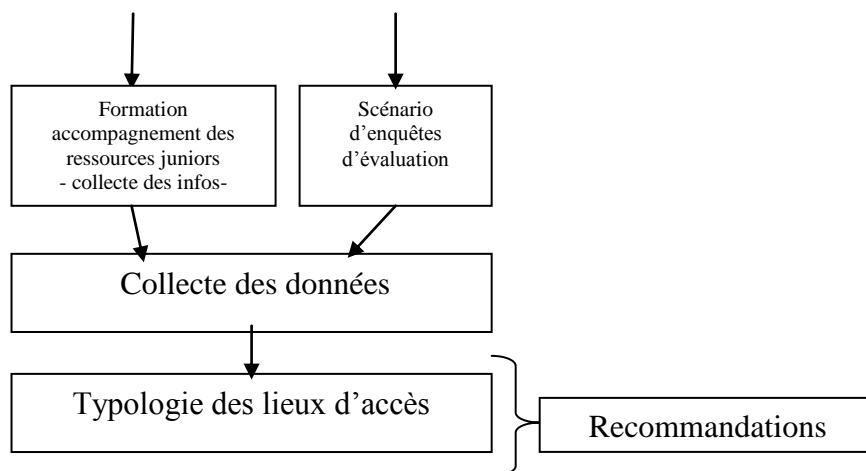 Formation
accompagnement des
ressources juniors
- collecte des infos-
Scénario
d’enquêtes
d’évaluation
Collecte des données
Typologie des lieux d’accès
Recommandations